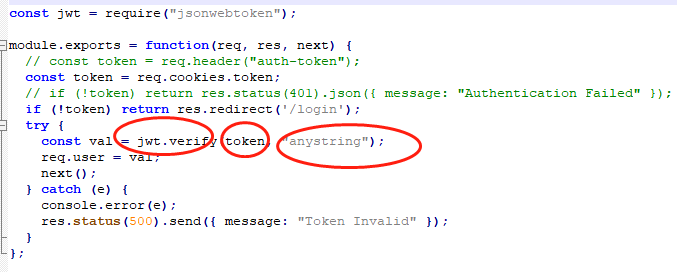 const jwt = require("jsonwebtoken");
module.exports = function(req, res, next) {
// const token = req.header("auth-token");
const token = req.cookies.token;
// if (!token) return res.status(401).json({ message: "Authentication Failed" });
if (!token) return res.redirect('/login');
try {
const val = jwt.verify(token, "anystring");
req.user = val;
next();
} catch (e) {
console.error(e);
res.status(500).send({ message: "Token Invalid" });
}
};